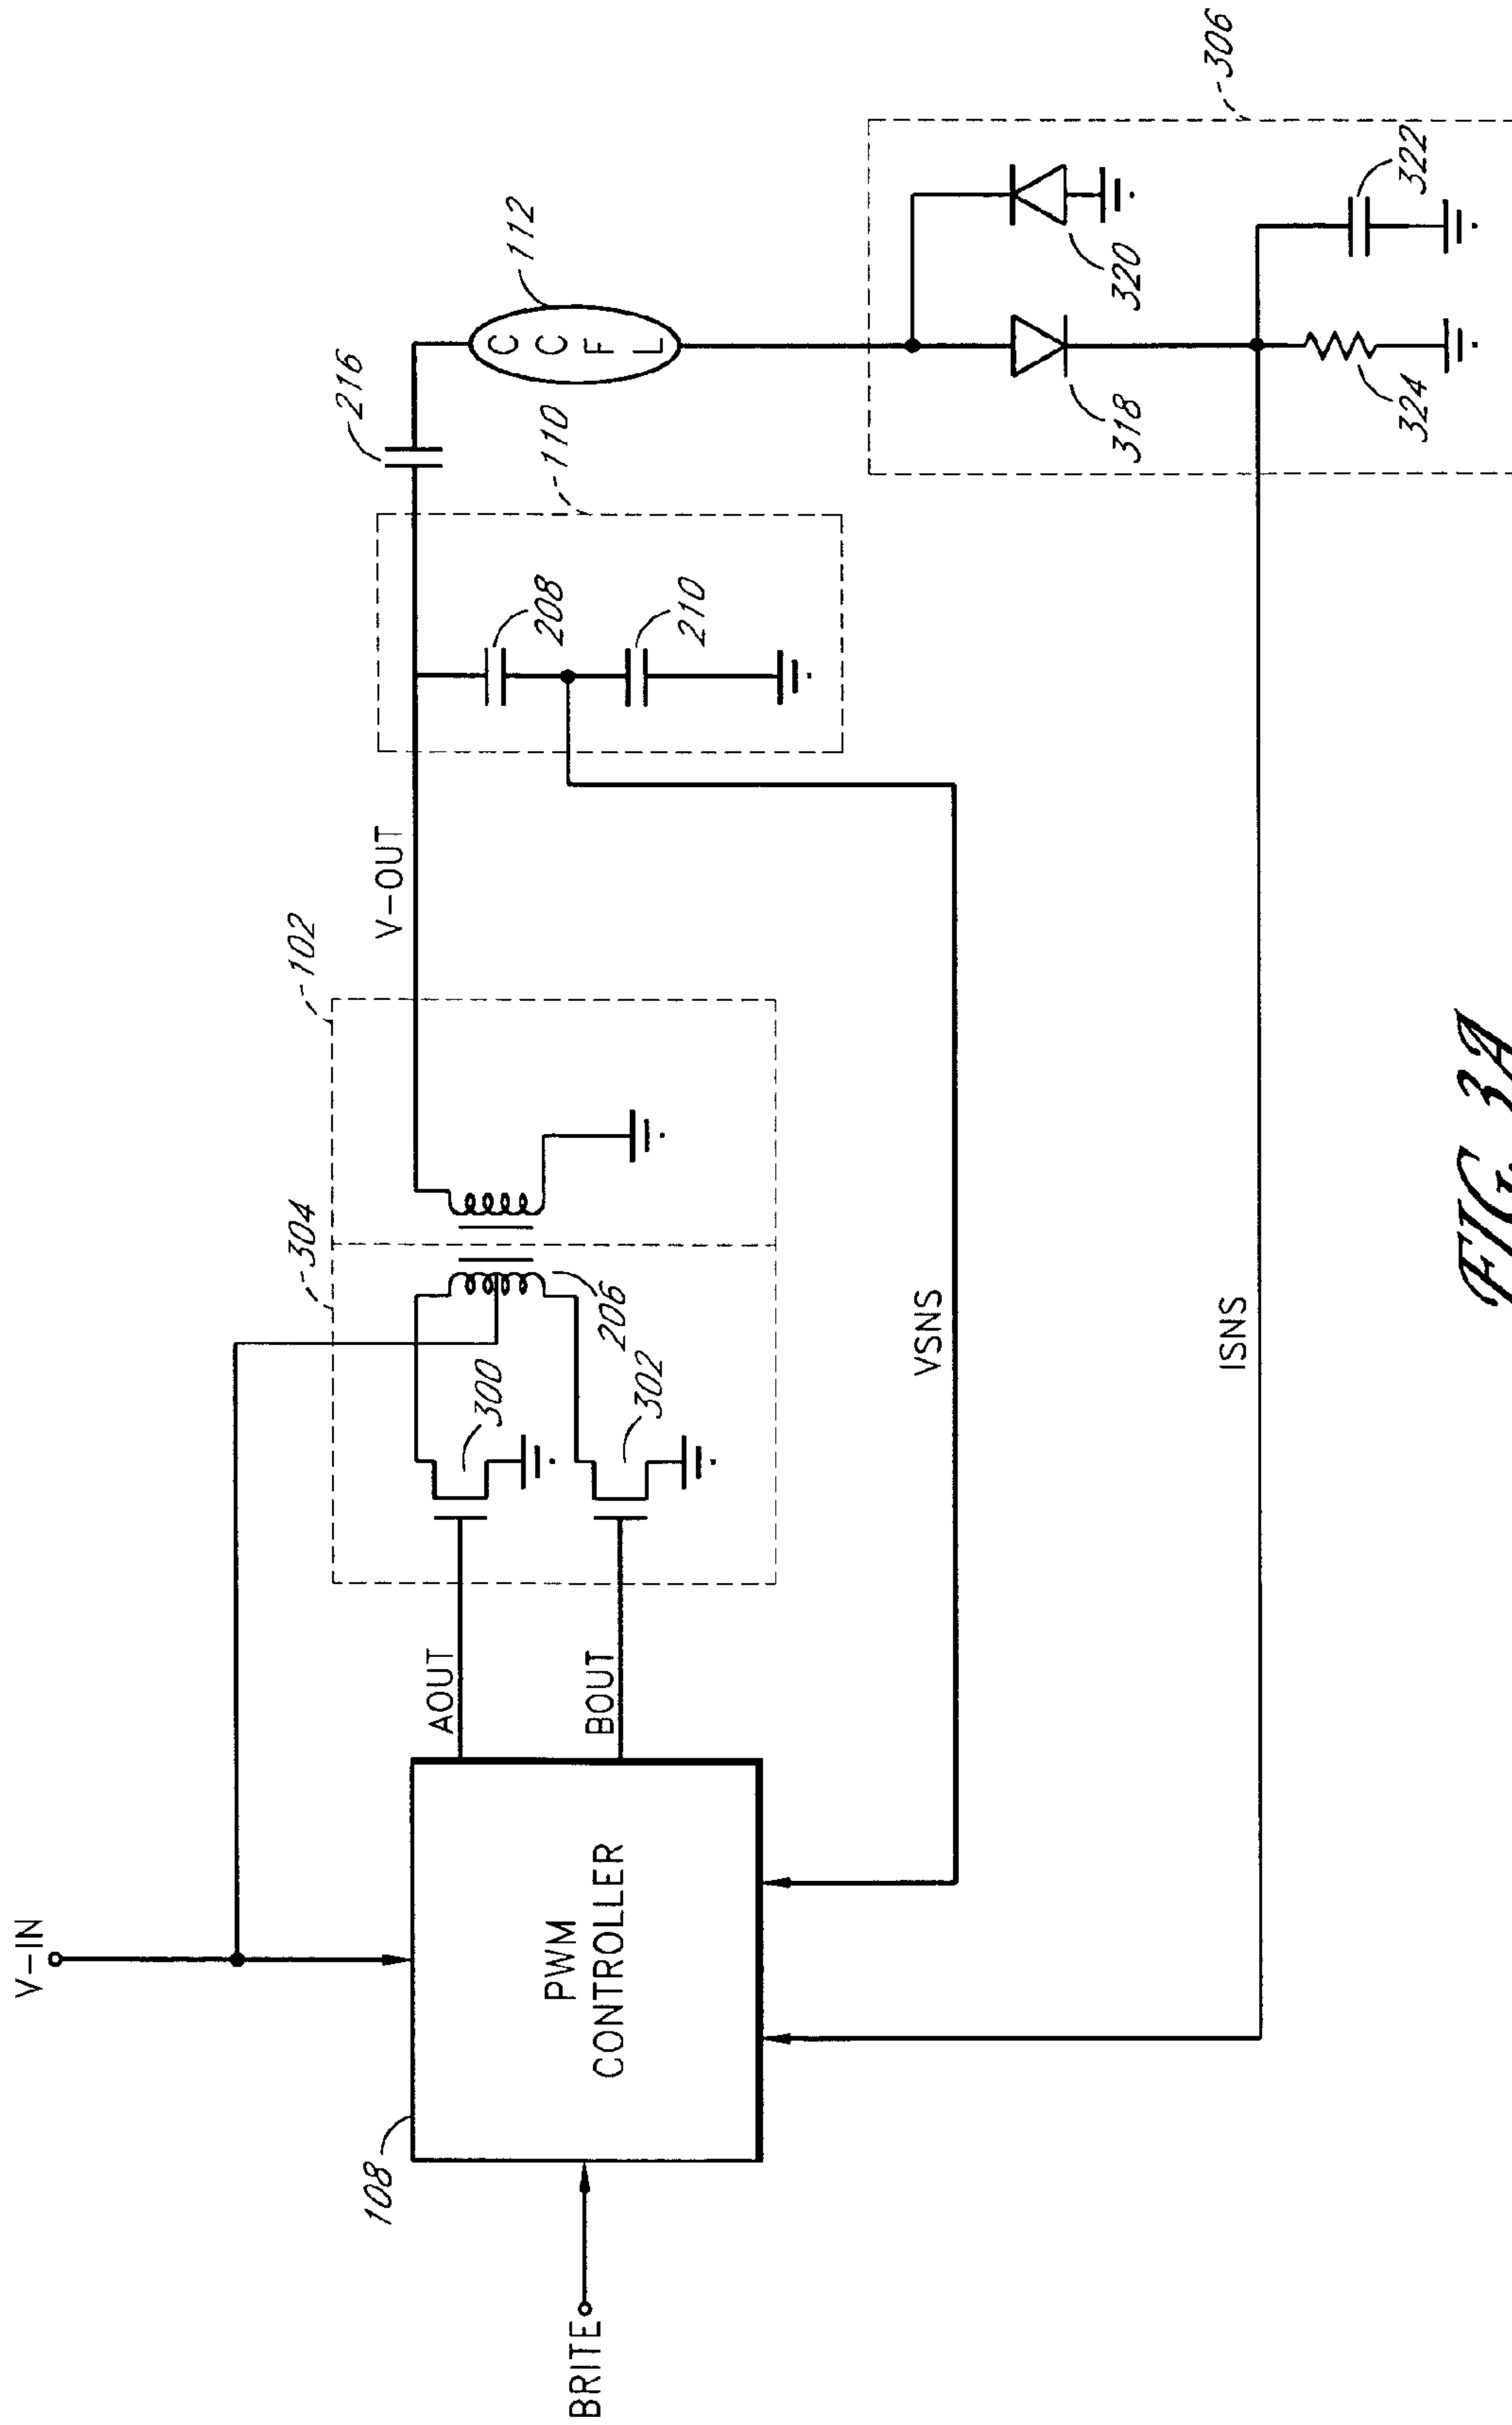 V-IN
BRITE
108
PWM
CONTROLLER
AOUT
BOUT
304
102
300
302
206
V-OUT
216
110
208
210
CCFL
112
VSNS
ISNS
306
320
318
322
324
FIG. 3A